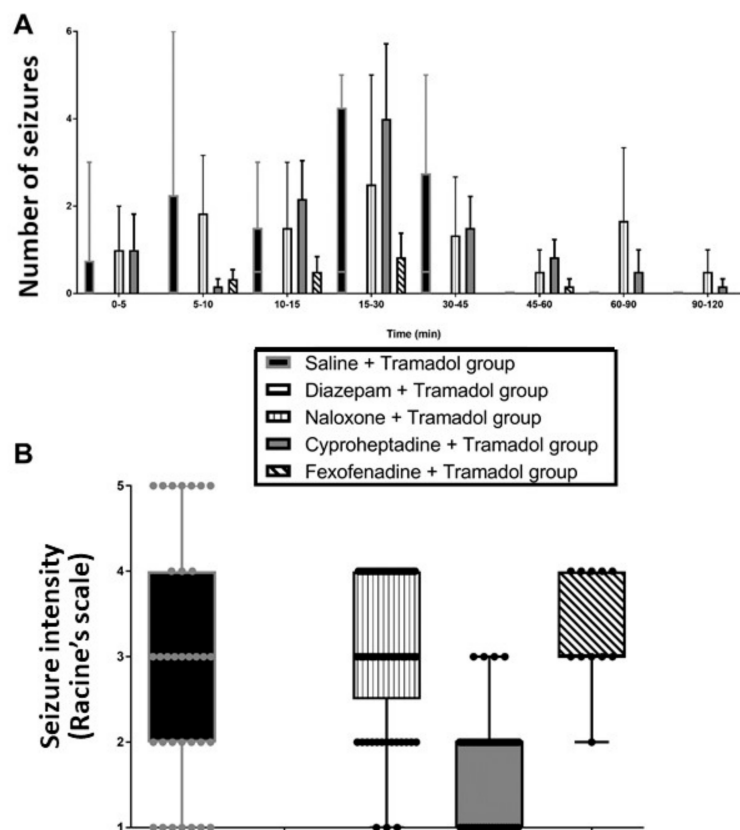 A
Number of seizures
6
4
2
0
0-5 5-10 10-15 15-30 30-45 45-60 60-90 90-120
Time (min)
Saline + Tramadol group
Diazepam + Tramadol group
Naloxone + Tramadol group
Cyproheptadine + Tramadol group
Fexofenadine + Tramadol group
B
Seizure intensity
(Racine's scale)
5
4
3
2
1